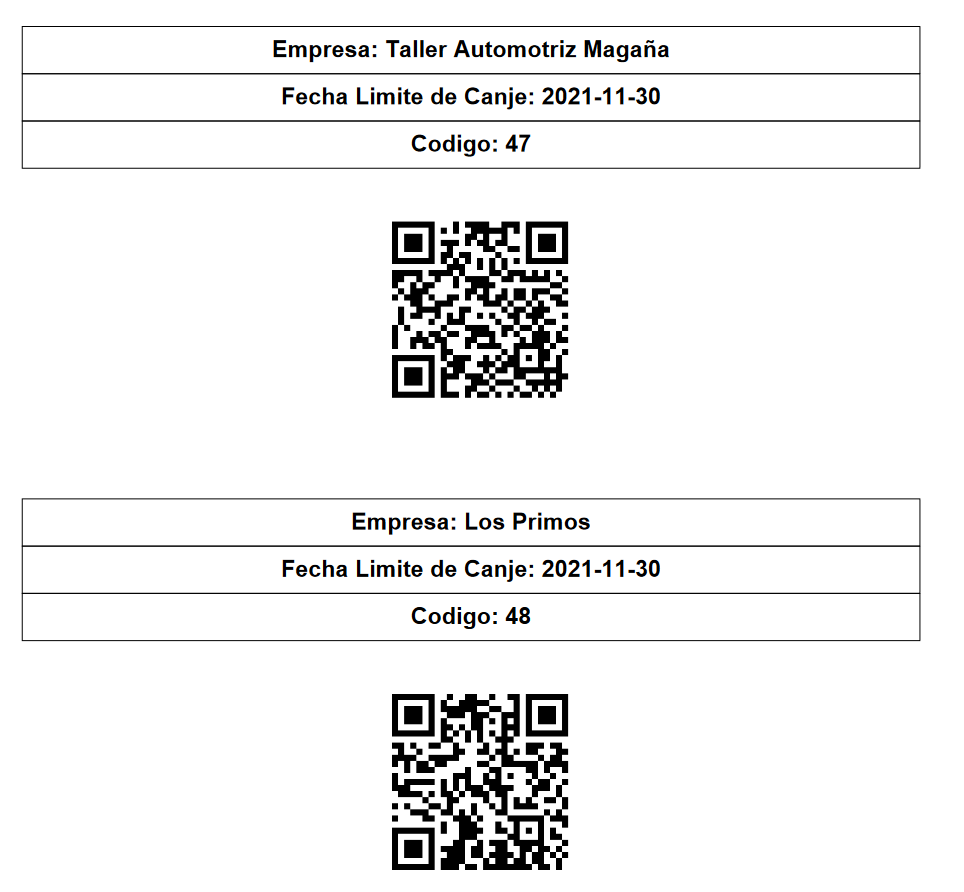 Empresa: Taller Automotriz Magaña
Fecha Limite de Canje: 2021-11-30
Codigo: 47
Empresa: Los Primos
Fecha Limite de Canje: 2021-11-30
Codigo: 48